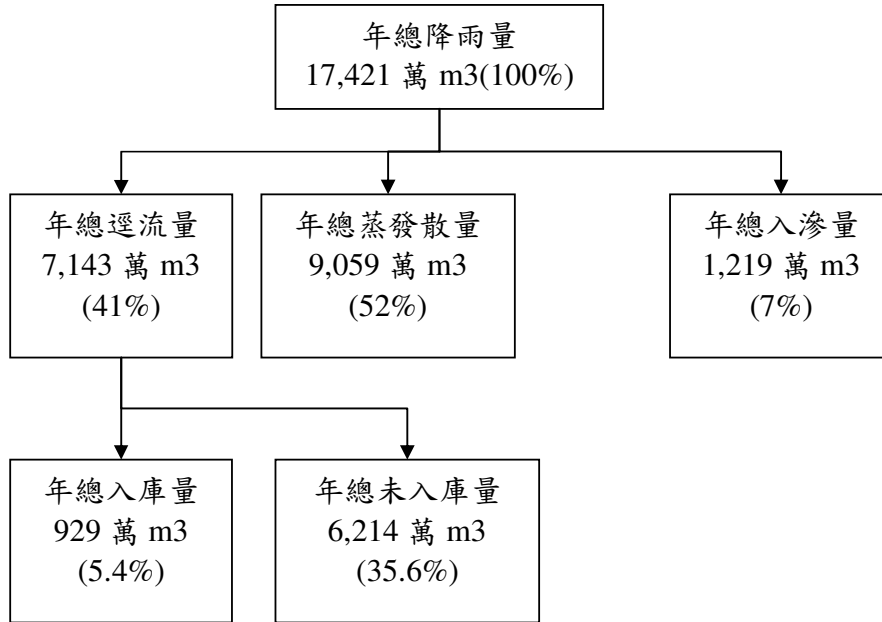 年總降雨量
17,421 萬 m3(100%)
年總逕流量
7,143 萬 m3
(41%)
年總蒸發散量
9,059 萬 m3
(52%)
年總入滲量
1,219 萬 m3
(7%)
年總入庫量
929 萬 m3
(5.4%)
年總未入庫量
6,214 萬 m3
(35.6%)